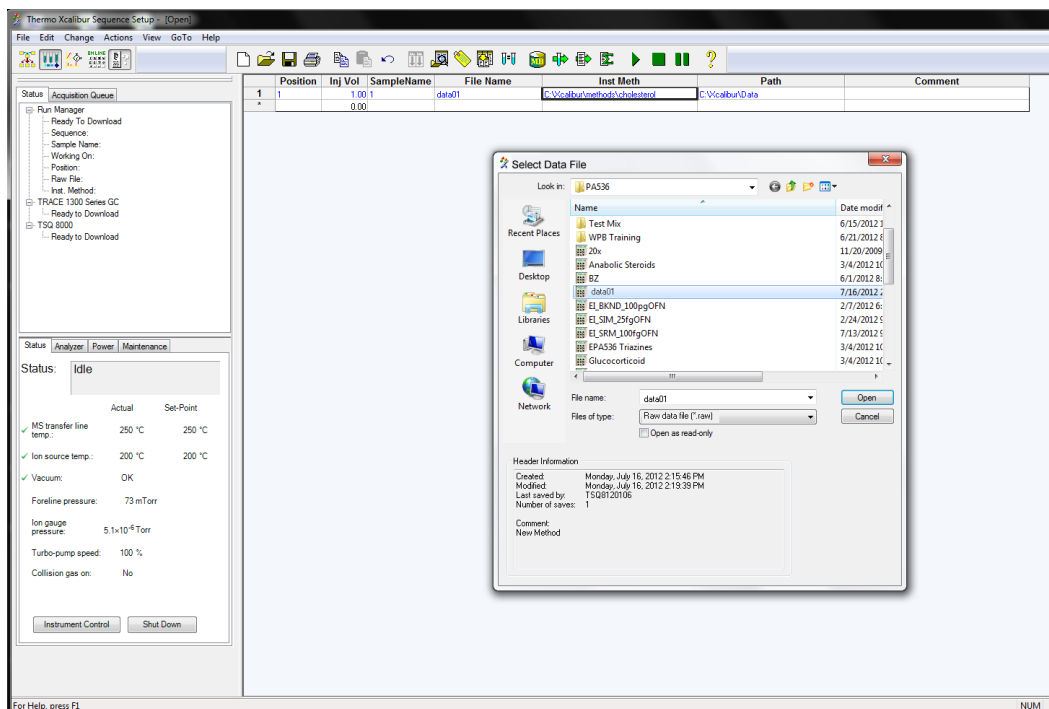 Thermo Xcalibur Sequence Setup - [Open]
File Edit Change Actions View GoTo Help
Position Inj Vol SampleName File Name Inst Meth Path Comment
1 1 1.00 1 data01 C:\Xcalibur\methods\cholesterol C:\Xcalibur\Data
* 0.00
Status Acquisition Queue
Run Manager
Ready To Download
Sequence:
Sample Name:
Working On:
Position:
Raw File:
Inst. Method:
TRACE 1300 Series GC
Ready to Download
TSQ 8000
Ready to Download
Status Analyzer Power Maintenance
Status: Idle
Actual Set-Point
MS transfer line temp.: 250 °C 250 °C
Ion source temp.: 200 °C 200 °C
Vacuum: OK
Foreline pressure: 73 mTorr
Ion gauge pressure: 5.1×10⁻⁶ Torr
Turbo-pump speed: 100 %
Collision gas on: No
Instrument Control Shut Down
Select Data File
Look in: PA536
Recent Places
Desktop
Libraries
Computer
Network
Name Date modif
Test Mix 6/15/2012 1
WPB Training 6/21/2012 8
20x 11/20/2009
Anabolic Steroids 3/4/2012 10
BZ 6/1/2012 8:
data01 7/16/2012 2
EI_BKND_100pgOFN 2/7/2012 6:
EI_SIM_25fgOFN 2/24/2012 9
EI_SRM_100fgOFN 7/13/2012 9
EPA536 Triazines 3/4/2012 10
Glucocorticoid 3/4/2012 10
File name: data01 Open
Files of type: Raw data file (*.raw) Cancel
Open as read-only
Header Information
Created: Monday, July 16, 2012 2:15:46 PM
Modified: Monday, July 16, 2012 2:19:39 PM
Last saved by: TSQ8120106
Number of saves: 1
Comment:
New Method
For Help, press F1 NUM